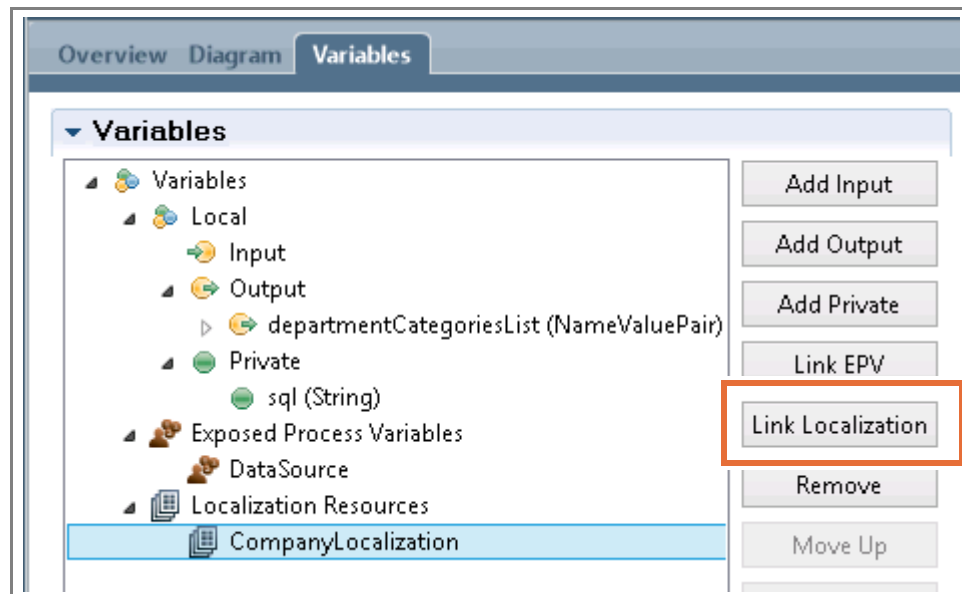 Overview Diagram Variables
Variables
Variables
Local
Input
Output
departmentCategoriesList (NameValuePair)
Private
sql (String)
Exposed Process Variables
DataSource
Localization Resources
CompanyLocalization
Add Input
Add Output
Add Private
Link EPV
Link Localization
Remove
Move Up